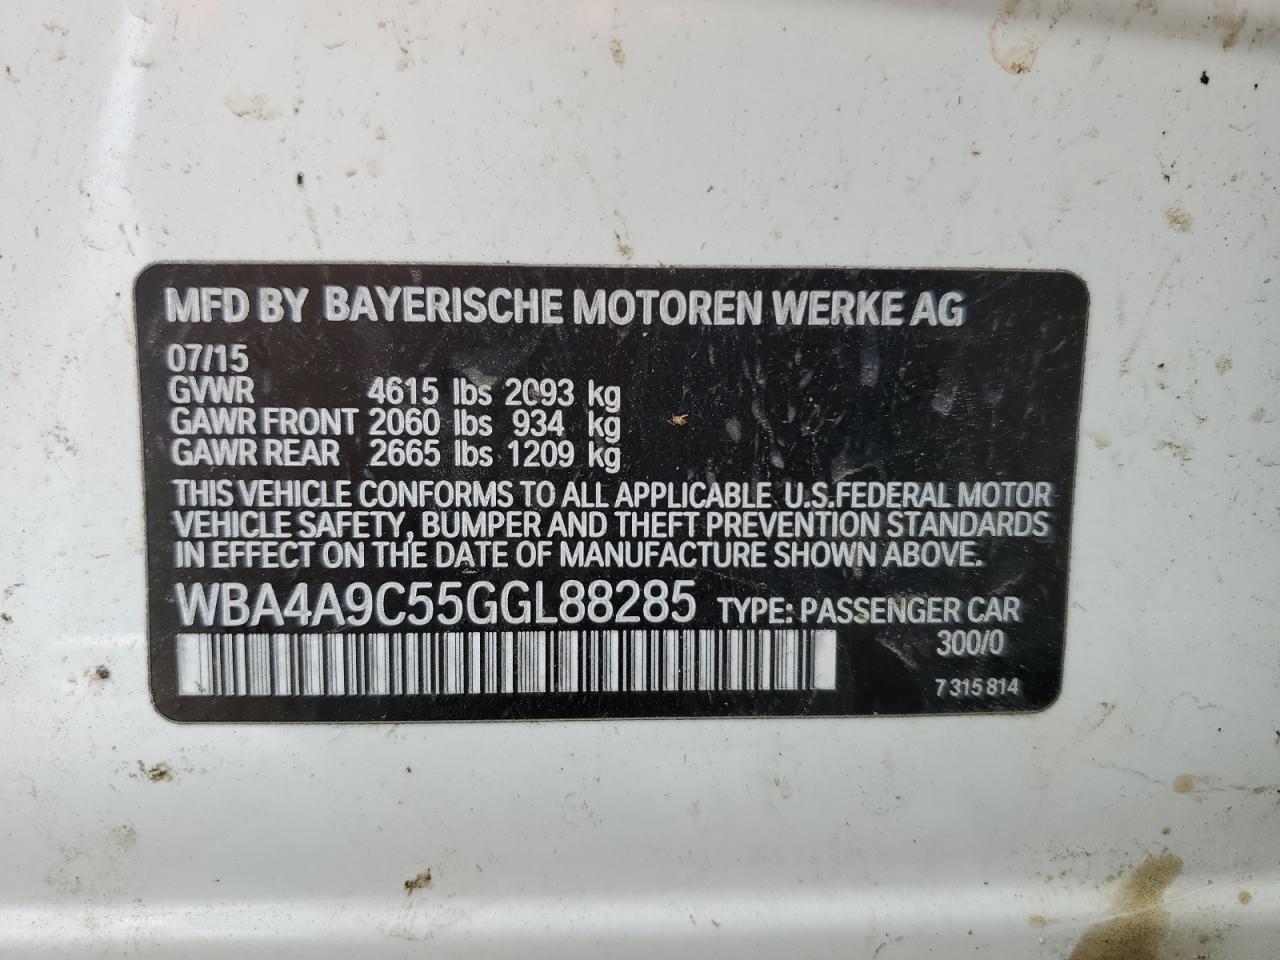 MFD BY BAYERISCHE MOTOREN WERKE AG
07/15
GVWR 4615 lbs 2093 kg
GAWR FRONT 2060 lbs 934 kg
GAWR REAR 2665 lbs 1209 kg
THIS VEHICLE CONFORMS TO ALL APPLICABLE U.S.FEDERAL MOTOR
VEHICLE SAFETY, BUMPER AND THEFT PREVENTION STANDARDS
IN EFFECT ON THE DATE OF MANUFACTURE SHOWN ABOVE.
WBA4A9C55GGL88285 TYPE: PASSENGER CAR
300/0
7 315 814